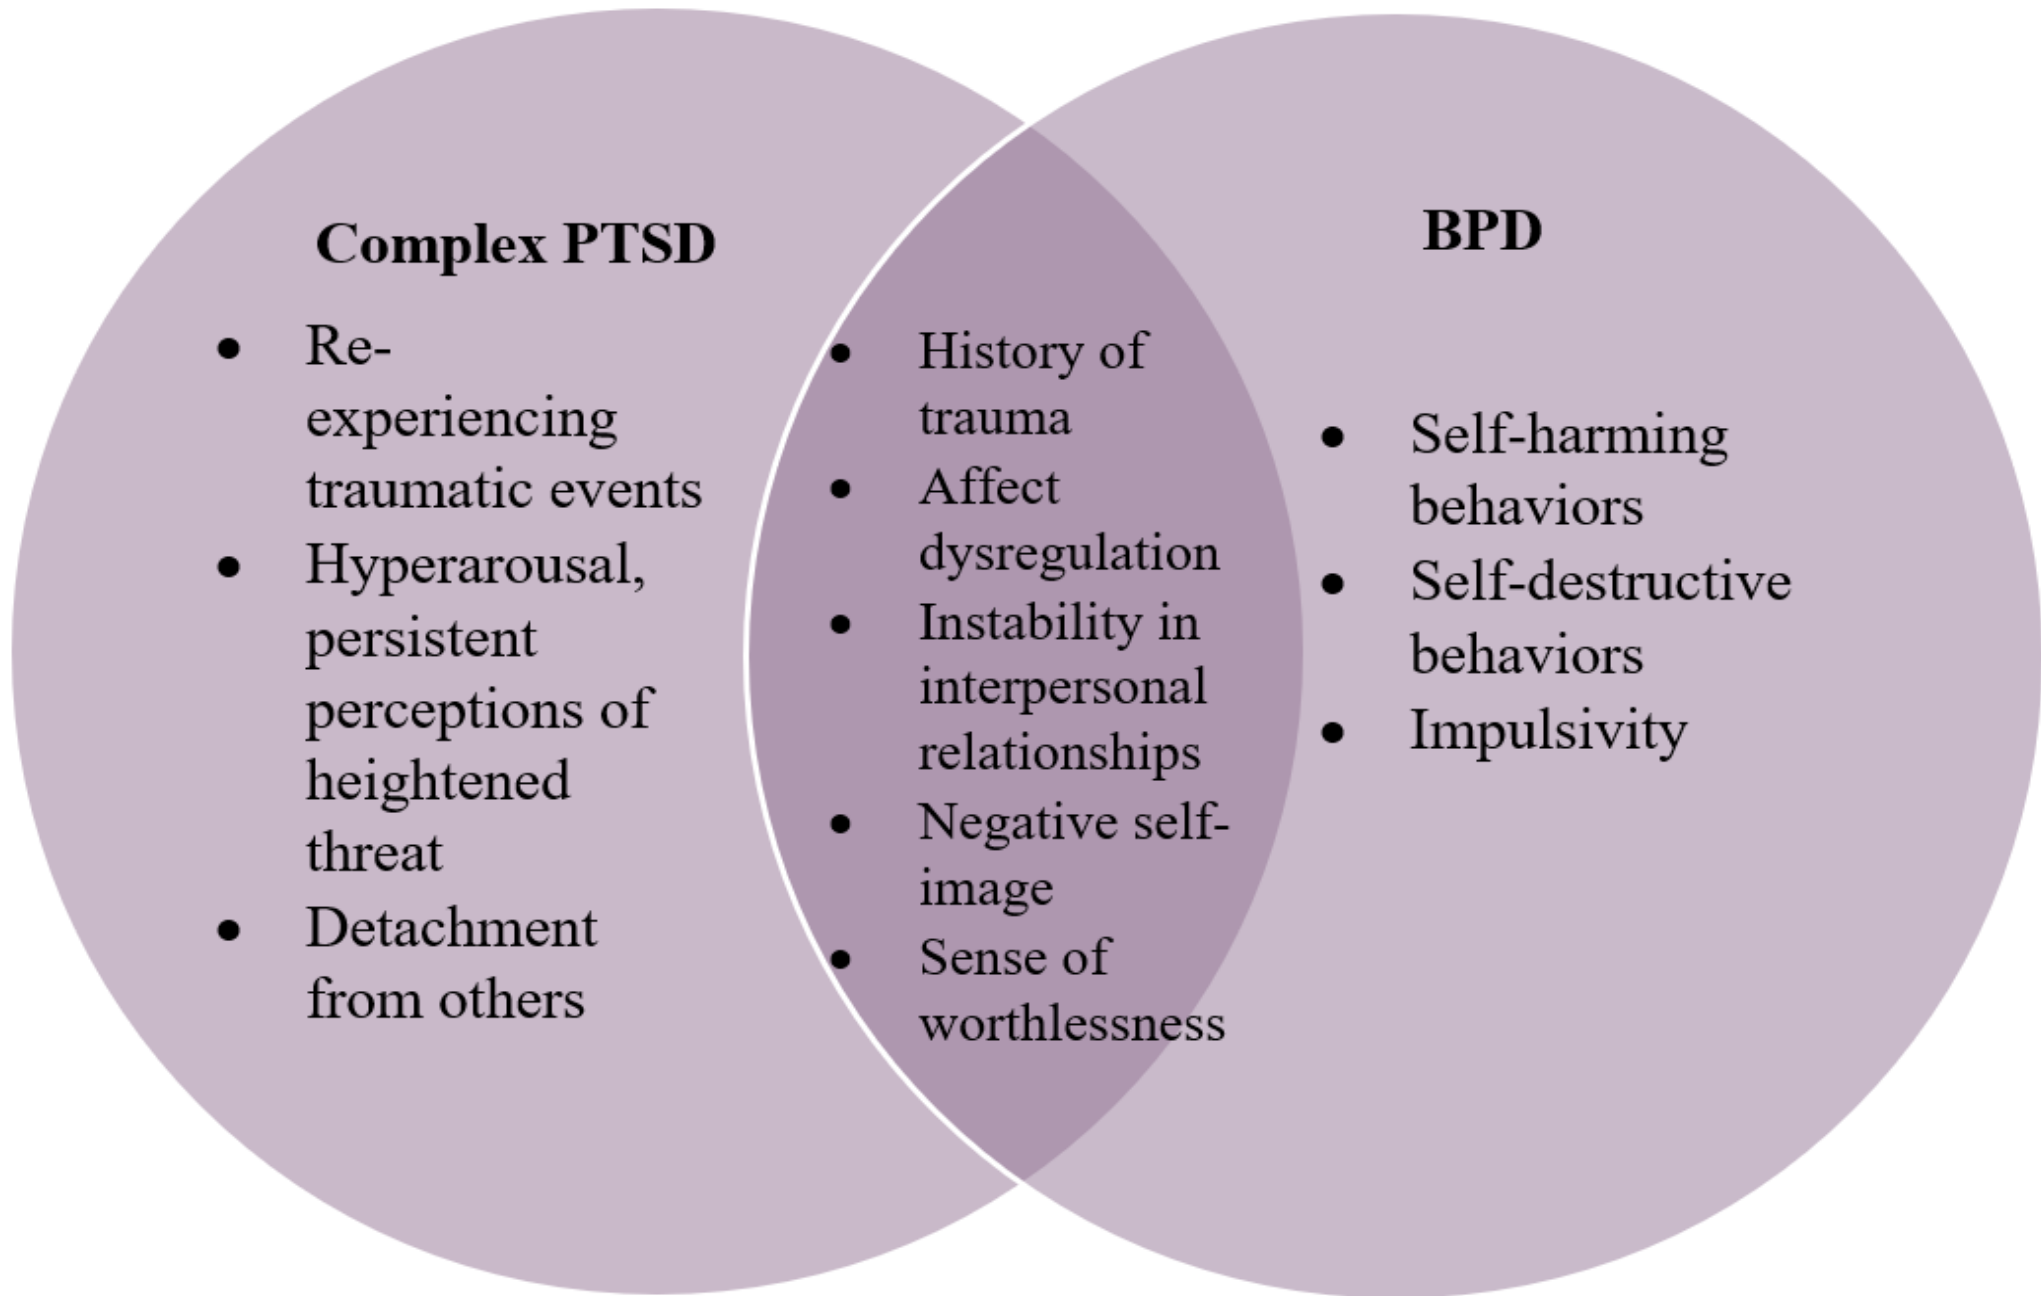 Complex PTSD
• Re-
experiencing
traumatic events
• Hyperarousal,
persistent
perceptions of
heightened
threat
• Detachment
from others
• History of
trauma
• Affect
dysregulation
• Instability in
interpersonal
relationships
• Negative self-
image
• Sense of
worthlessness
BPD
• Self-harming
behaviors
• Self-destructive
behaviors
• Impulsivity